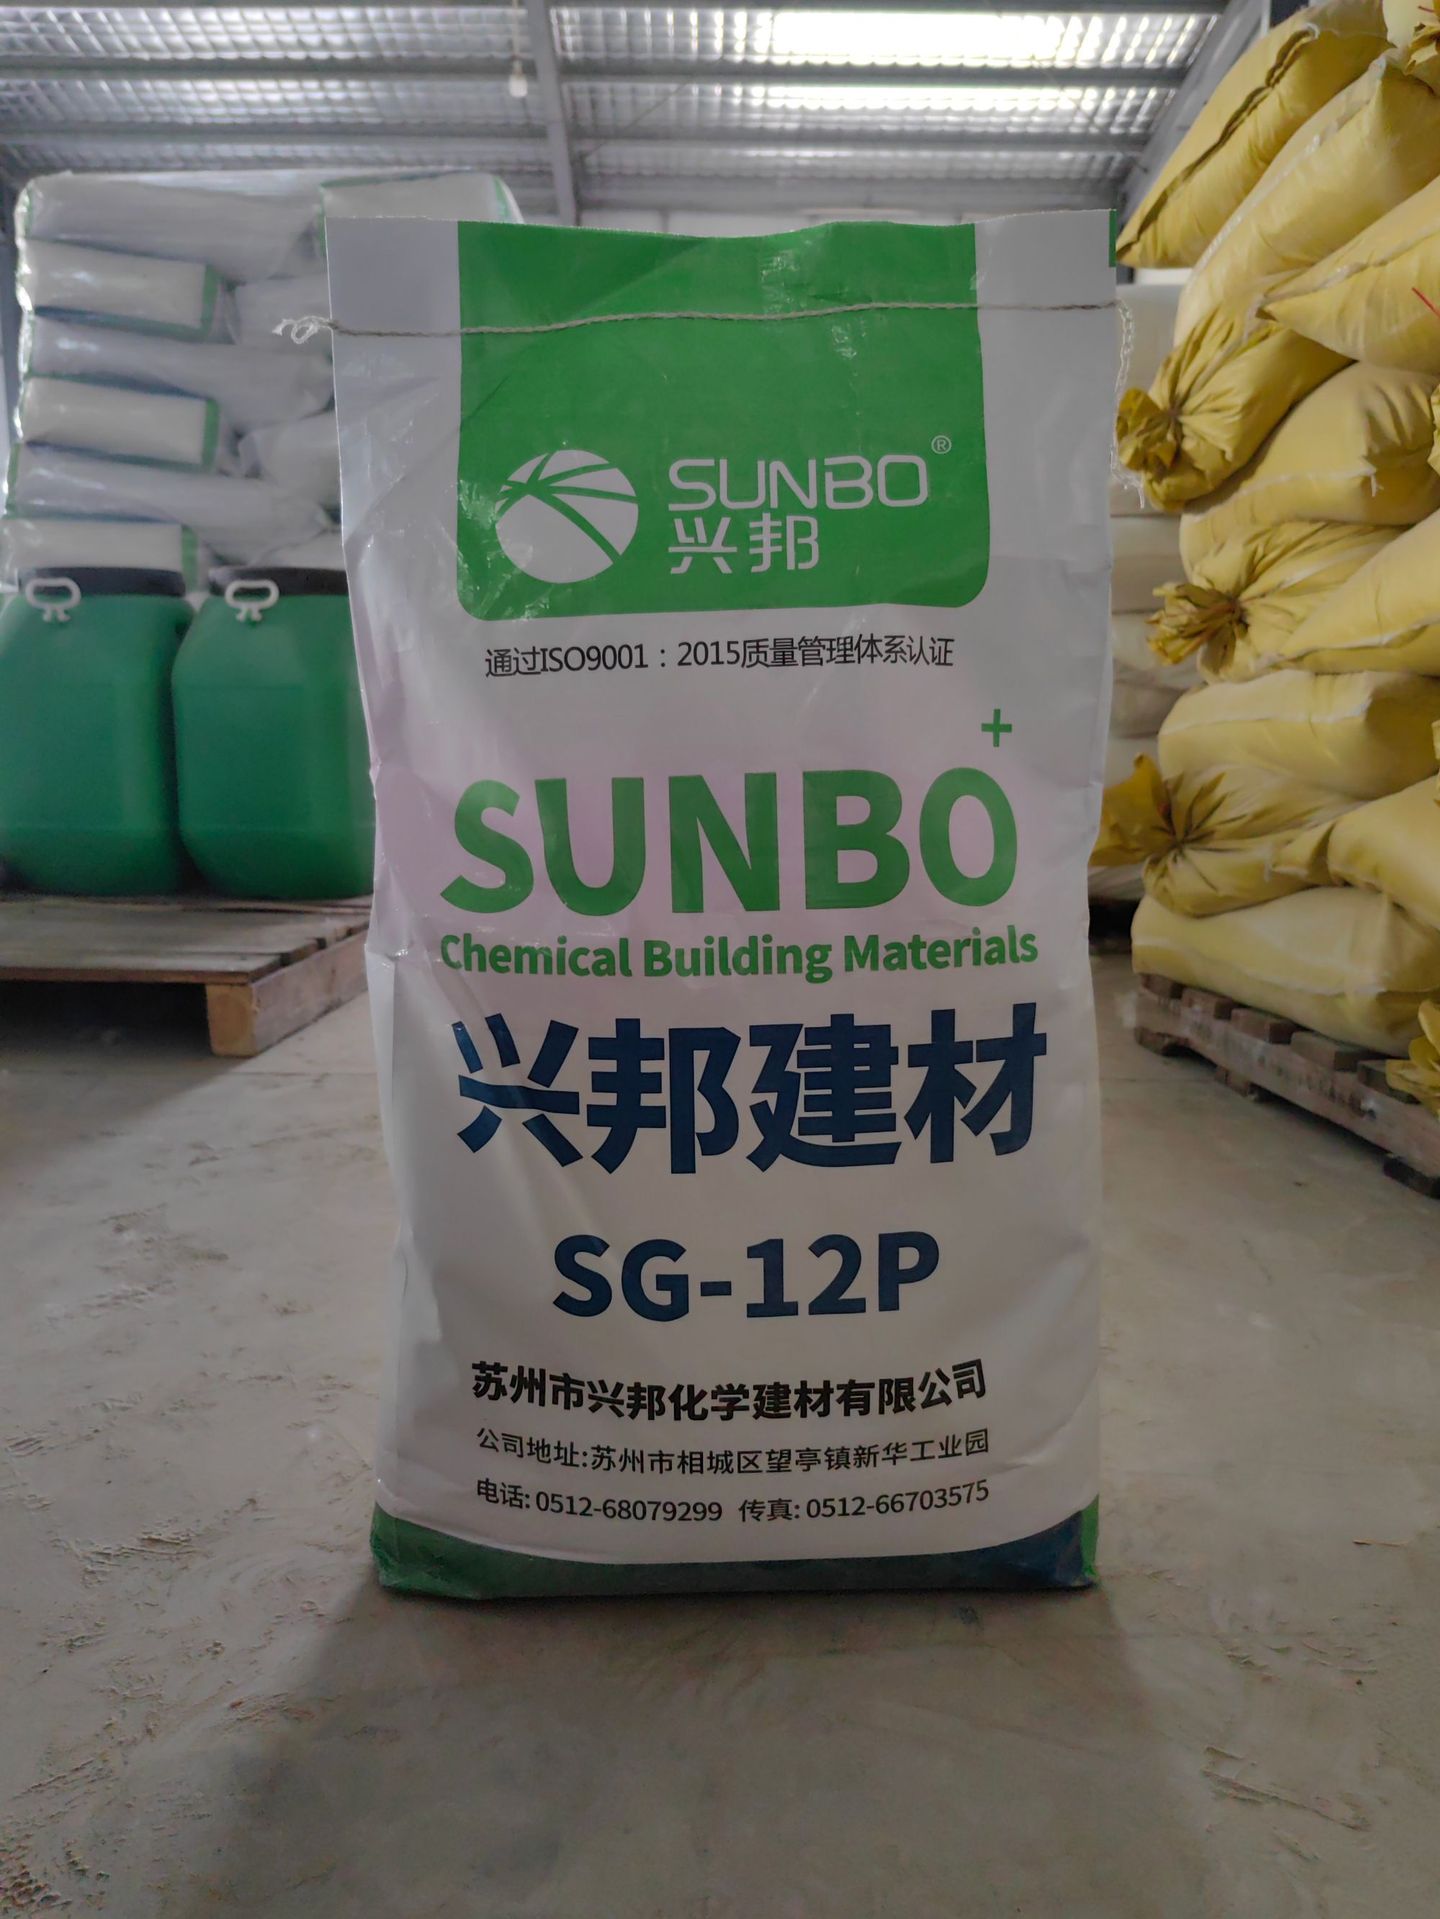 SUNBO®
兴邦
通过ISO9001：2015质量管理体系认证
SUNBO+
Chemical Building Materials
兴邦建材
SG-12P
苏州市兴邦化学建材有限公司
公司地址:苏州市相城区望亭镇新华工业园
电话: 0512-68079299 传真: 0512-66703575